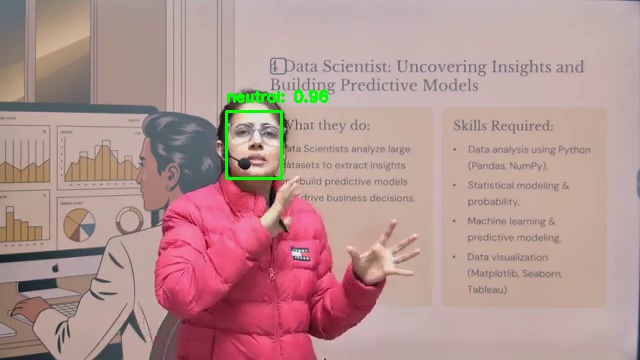 neutral: 0.96
4. Data Scientist: Uncovering Insights and
Building Predictive Models
What they do:
Data Scientists analyze large
datasets to extract insights
build predictive models
drive business decisions.
Skills Required:
• Data analysis using Python
(Pandas, NumPy),
• Statistical modeling &
probability,
• Machine learning &
predictive modeling,
• Data visualization
(Matplotlib, Seaborn,
Tableau)